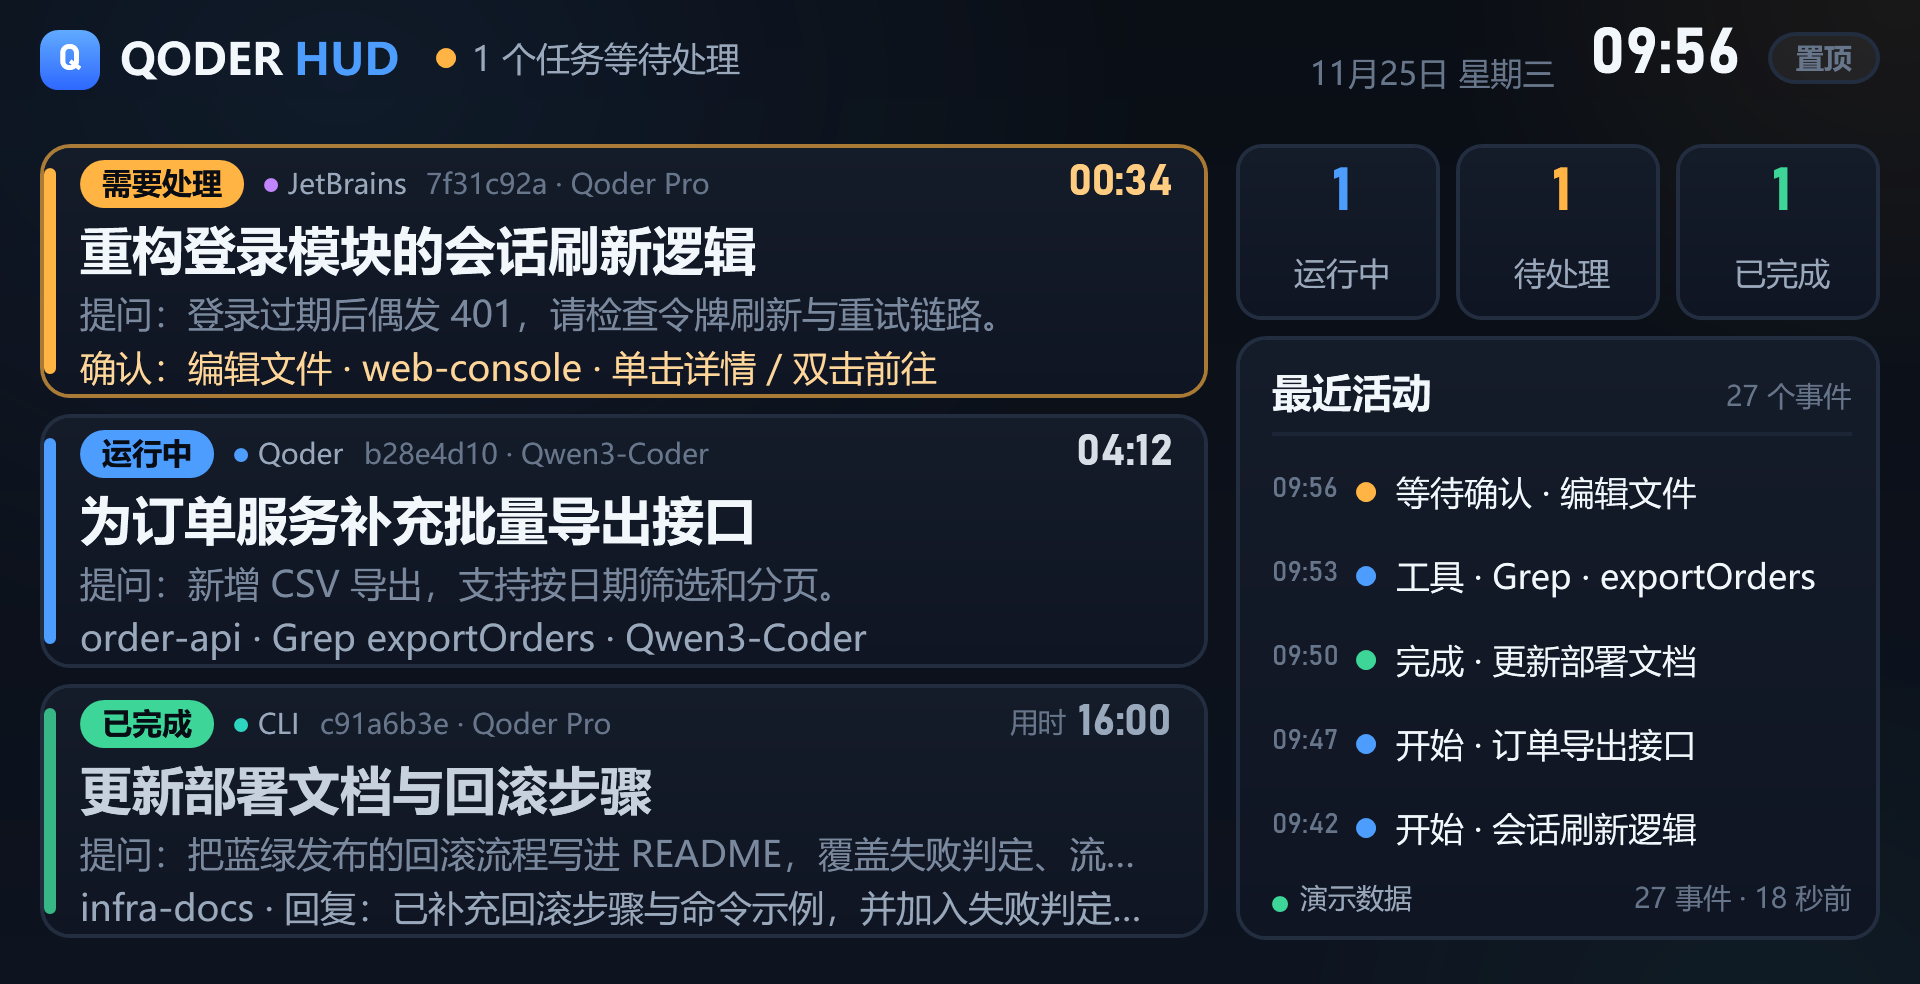 Q QODER HUD 1 个任务等待处理
11月25日 星期三 09:56 置顶
需要处理 JetBrains 7f31c92a · Qoder Pro 00:34
重构登录模块的会话刷新逻辑
提问：登录过期后偶发 401，请检查令牌刷新与重试链路。
确认：编辑文件 · web-console · 单击详情 / 双击前往
运行中 Qoder b28e4d10 · Qwen3-Coder 04:12
为订单服务补充批量导出接口
提问：新增 CSV 导出，支持按日期筛选和分页。
order-api · Grep exportOrders · Qwen3-Coder
已完成 CLI c91a6b3e · Qoder Pro 用时 16:00
更新部署文档与回滚步骤
提问：把蓝绿发布的回滚流程写进 README，覆盖失败判定、流...
infra-docs · 回复：已补充回滚步骤与命令示例，并加入失败判定...
1 运行中
1 待处理
1 已完成
最近活动 27 个事件
09:56 等待确认 · 编辑文件
09:53 工具 · Grep · exportOrders
09:50 完成 · 更新部署文档
09:47 开始 · 订单导出接口
09:42 开始 · 会话刷新逻辑
演示数据 27 事件 · 18 秒前